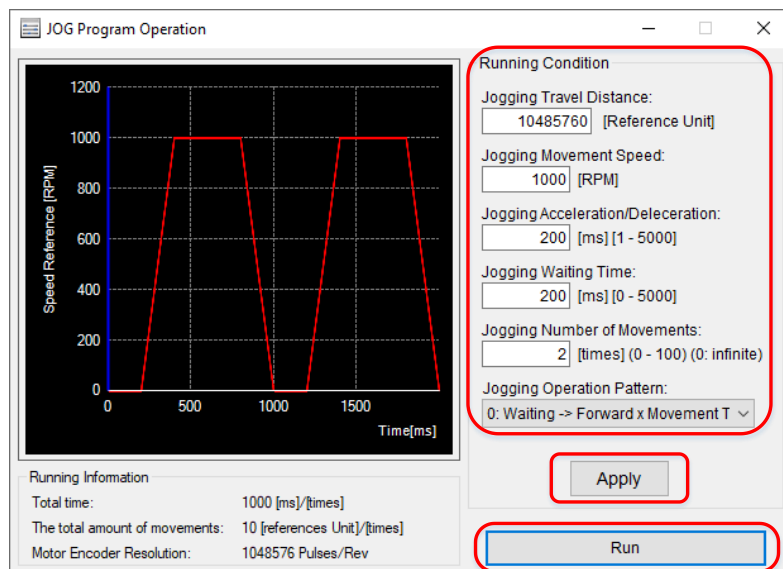 JOG Program Operation
1200
1000
800
600
400
200
0
Speed Reference [RPM]
0 500 1000 1500
Time[ms]
Running Information
Total time: 1000 [ms]/[times]
The total amount of movements: 10 [references Unit]/[times]
Motor Encoder Resolution: 1048576 Pulses/Rev
Running Condition
Jogging Travel Distance:
10485760 [Reference Unit]
Jogging Movement Speed:
1000 [RPM]
Jogging Acceleration/Deleceration:
200 [ms] [1 - 5000]
Jogging Waiting Time:
200 [ms] [0 - 5000]
Jogging Number of Movements:
2 [times] (0 - 100) (0: infinite)
Jogging Operation Pattern:
0: Waiting -> Forward x Movement T
Apply
Run